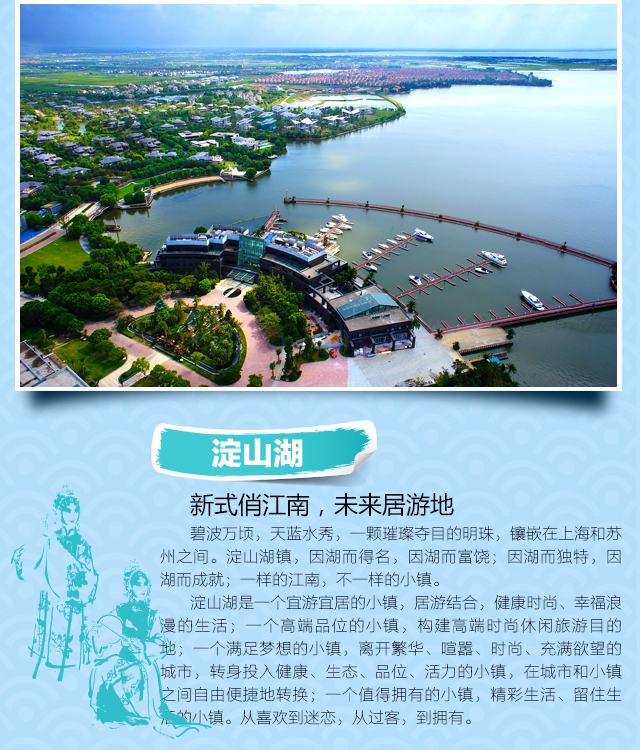 淀山湖
新式俏江南，未来居游地
碧波万顷，天蓝水秀，一颗璀璨夺目的明珠，镶嵌在上海和苏
州之间。淀山湖镇，因湖而得名，因湖而富饶；因湖而独特，因
湖而成就；一样的江南，不一样的小镇。
淀山湖是一个宜游宜居的小镇，居游结合，健康时尚、幸福浪
漫的生活；一个高端品位的小镇，构建高端时尚休闲旅游目的
地；一个满足梦想的小镇，离开繁华、喧嚣、时尚、充满欲望的
城市，转身投入健康、生态、品位、活力的小镇，在城市和小镇
之间自由便捷地转换；一个值得拥有的小镇，精彩生活、留住生
活的小镇。从喜欢到迷恋，从过客，到拥有。